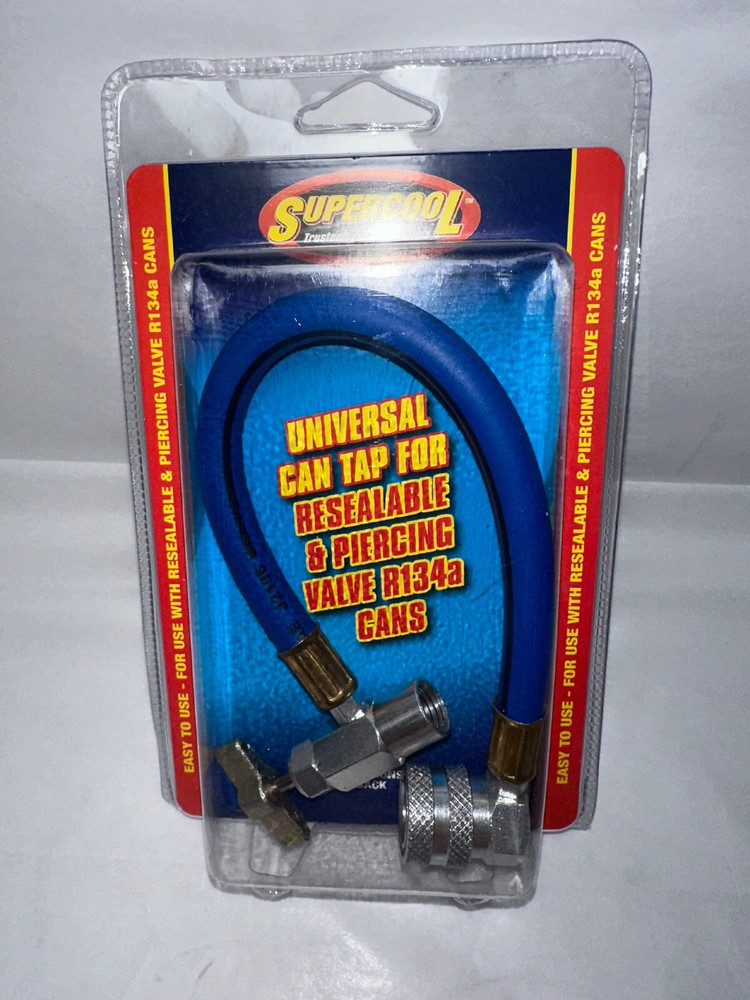 SUPERCOOL™
EASY TO USE - FOR USE WITH RESEALABLE & PIERCING VALVE R134a CANS
UNIVERSAL
CAN TAP FOR
RESEALABLE
& PIERCING
VALVE R134a
CANS
EASY TO USE - FOR USE WITH RESEALABLE & PIERCING VALVE R134a CANS